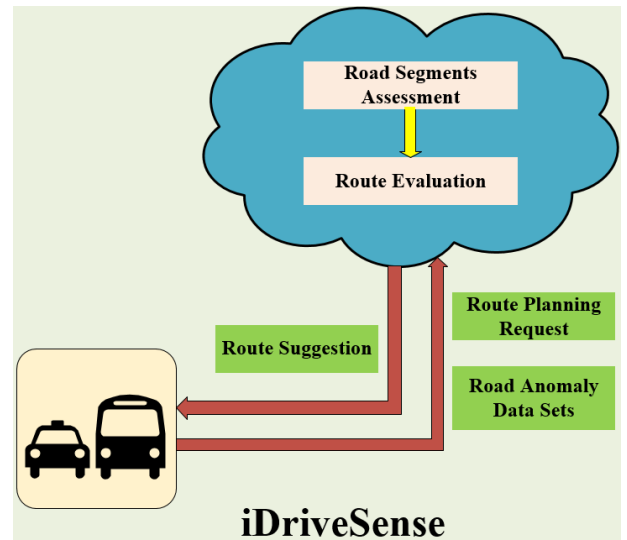 Road Segments
Assessment
Route Evaluation
Route Suggestion
Route Planning
Request
Road Anomaly
Data Sets
iDriveSense